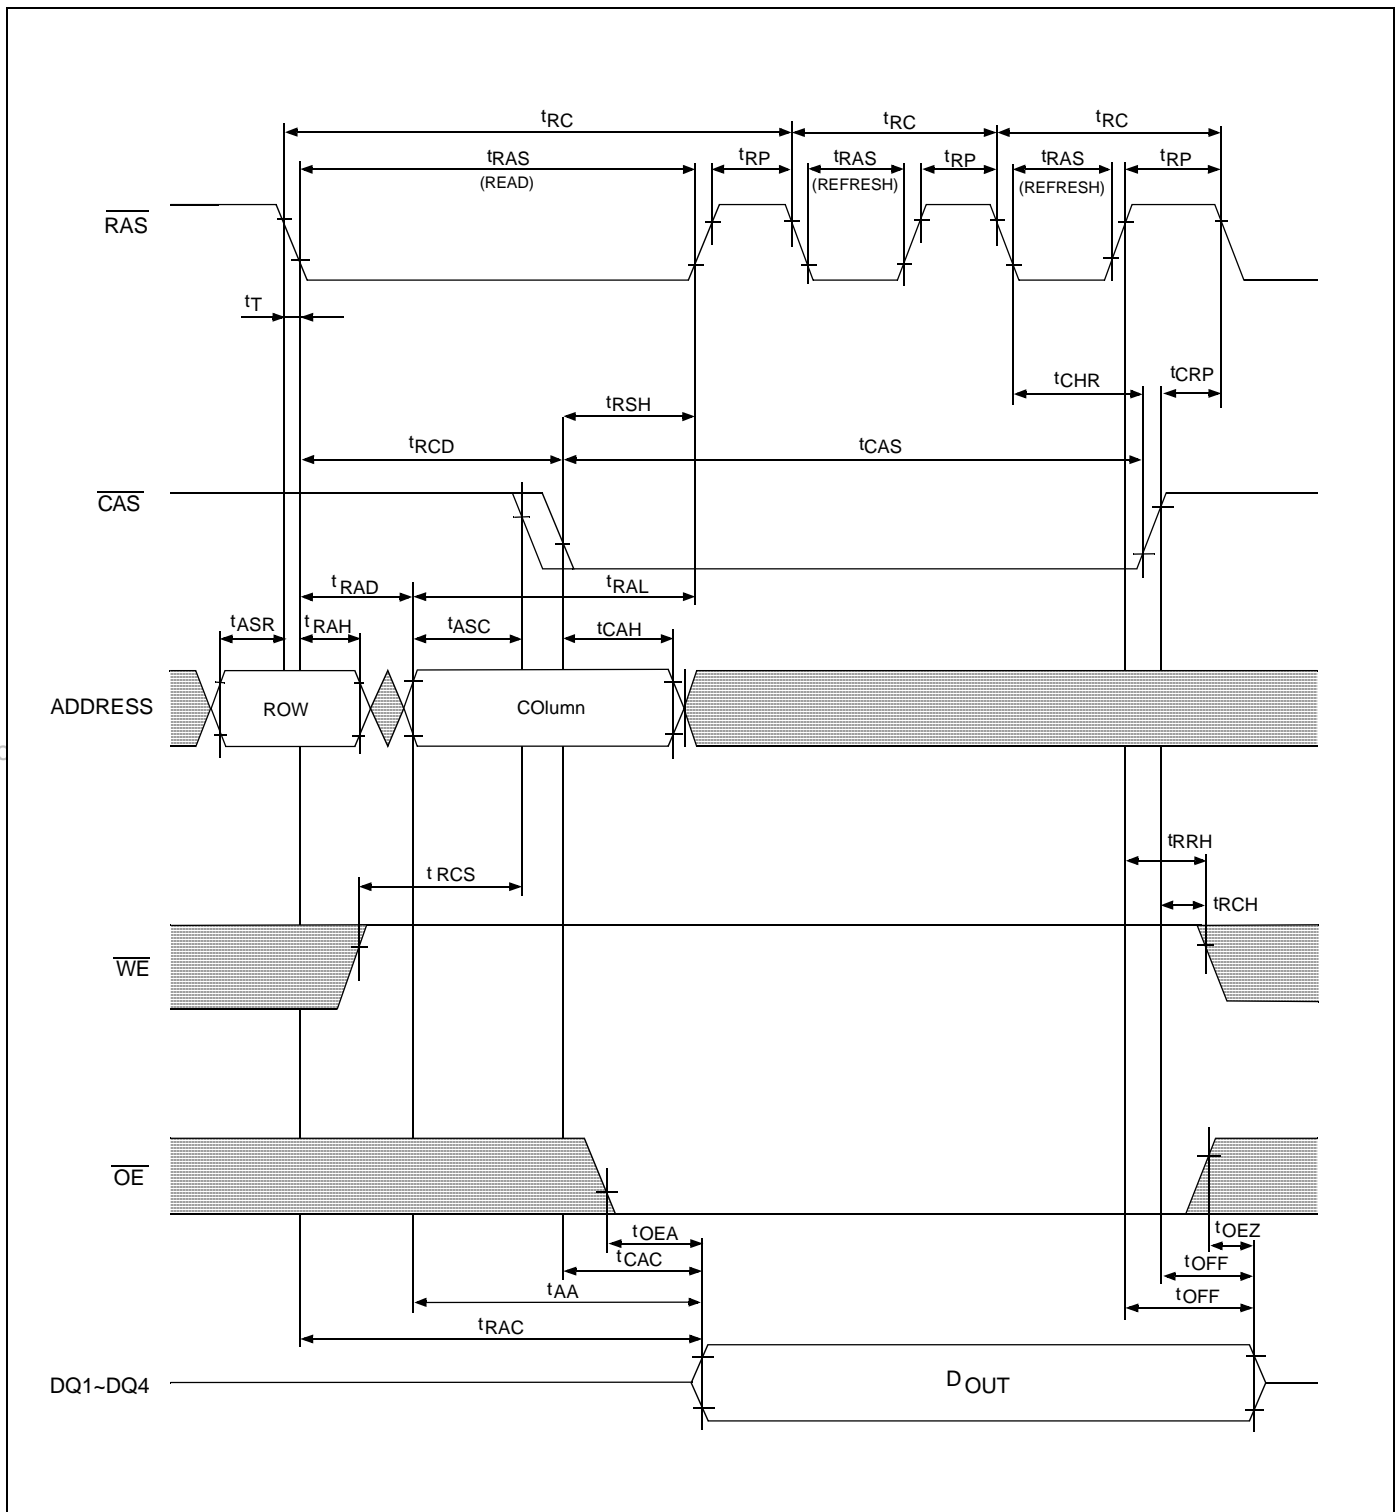 tRC tRC tRC
tRAS tRP tRAS tRP tRAS tRP
(READ) (REFRESH) (REFRESH)
RAS
tT
tCHR tCRP
tRSH
tRCD tCAS
CAS
tRAD tRAL
tASR tRAH tASC tCAH
ADDRESS ROW COlumn
tRRH
tRCS
tRCH
WE
OE
tOEA tOEZ
tCAC tOFF
tAA tOFF
tRAC
DQ1~DQ4 DOUT